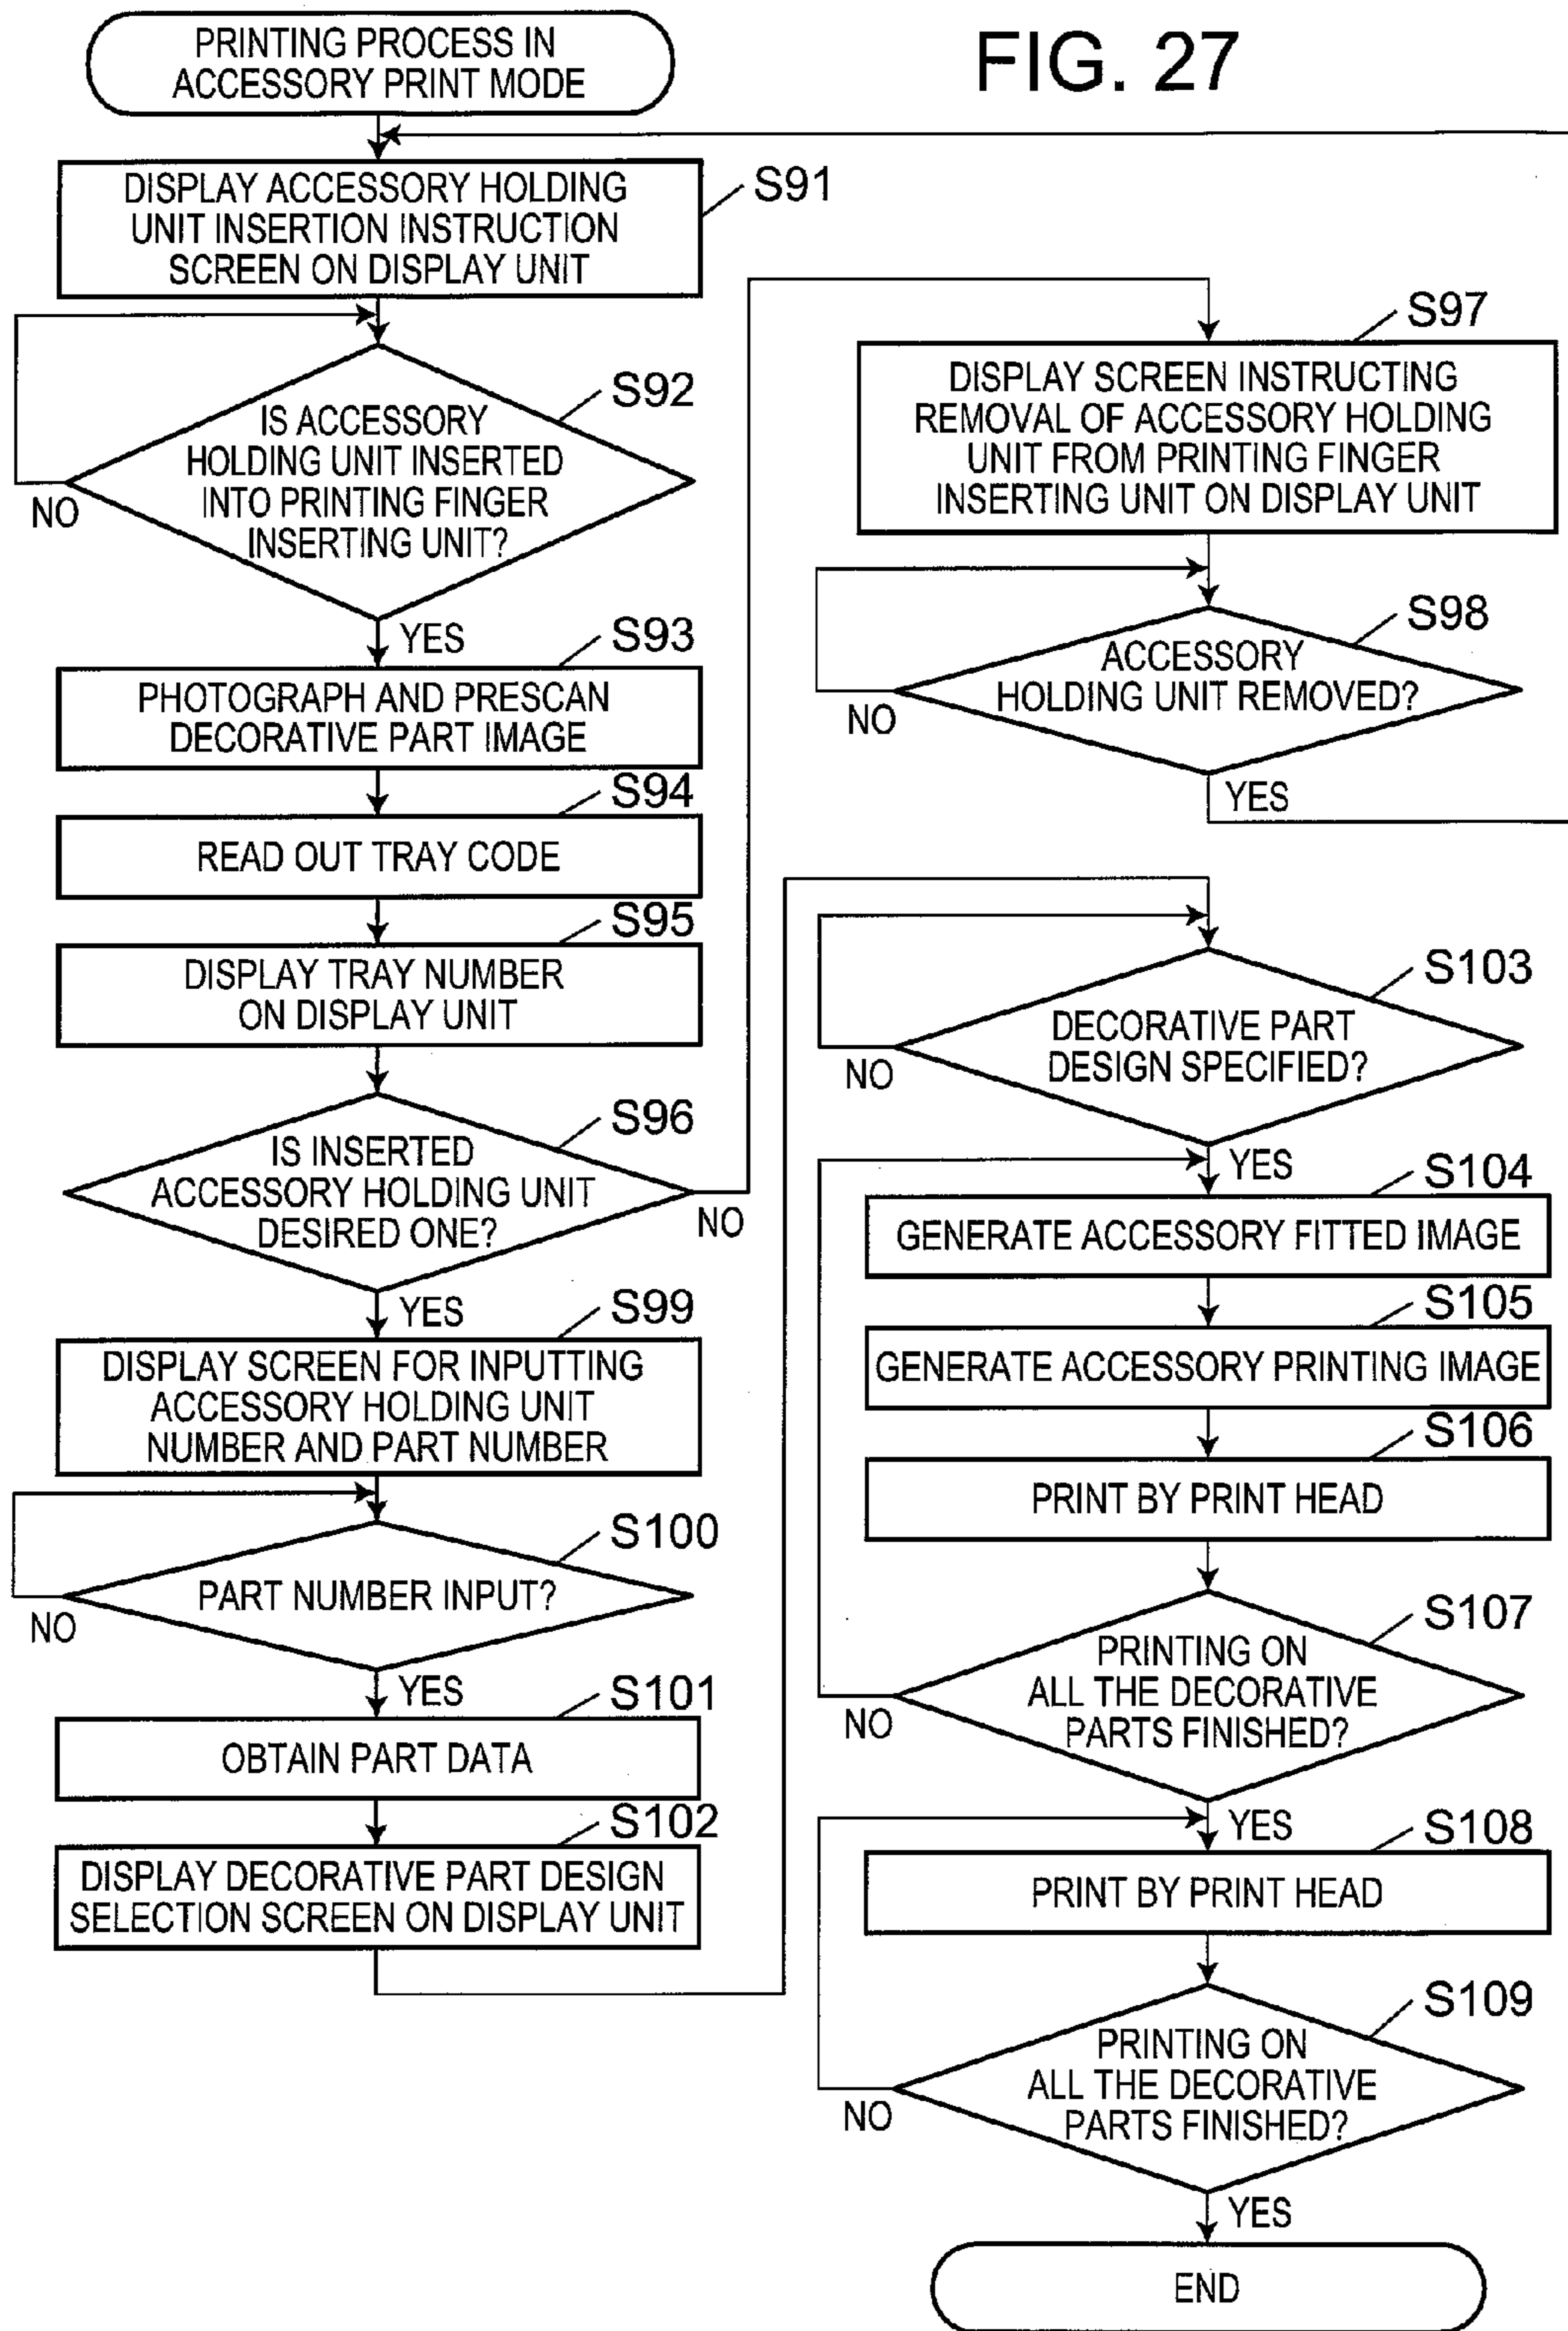 FIG. 27
PRINTING PROCESS IN
ACCESSORY PRINT MODE
S91
DISPLAY ACCESSORY HOLDING
UNIT INSERTION INSTRUCTION
SCREEN ON DISPLAY UNIT
S92
IS ACCESSORY
HOLDING UNIT INSERTED
INTO PRINTING FINGER
INSERTING UNIT?
NO
YES
S93
PHOTOGRAPH AND PRESCAN
DECORATIVE PART IMAGE
S94
READ OUT TRAY CODE
S95
DISPLAY TRAY NUMBER
ON DISPLAY UNIT
S96
IS INSERTED
ACCESSORY HOLDING UNIT
DESIRED ONE?
NO
YES
S99
DISPLAY SCREEN FOR INPUTTING
ACCESSORY HOLDING UNIT
NUMBER AND PART NUMBER
S100
PART NUMBER INPUT?
NO
YES
S101
OBTAIN PART DATA
S102
DISPLAY DECORATIVE PART DESIGN
SELECTION SCREEN ON DISPLAY UNIT
S97
DISPLAY SCREEN INSTRUCTING
REMOVAL OF ACCESSORY HOLDING
UNIT FROM PRINTING FINGER
INSERTING UNIT ON DISPLAY UNIT
S98
ACCESSORY
HOLDING UNIT REMOVED?
NO
YES
S103
DECORATIVE PART
DESIGN SPECIFIED?
NO
YES
S104
GENERATE ACCESSORY FITTED IMAGE
S105
GENERATE ACCESSORY PRINTING IMAGE
S106
PRINT BY PRINT HEAD
S107
PRINTING ON
ALL THE DECORATIVE
PARTS FINISHED?
NO
YES
S108
PRINT BY PRINT HEAD
S109
PRINTING ON
ALL THE DECORATIVE
PARTS FINISHED?
NO
YES
END